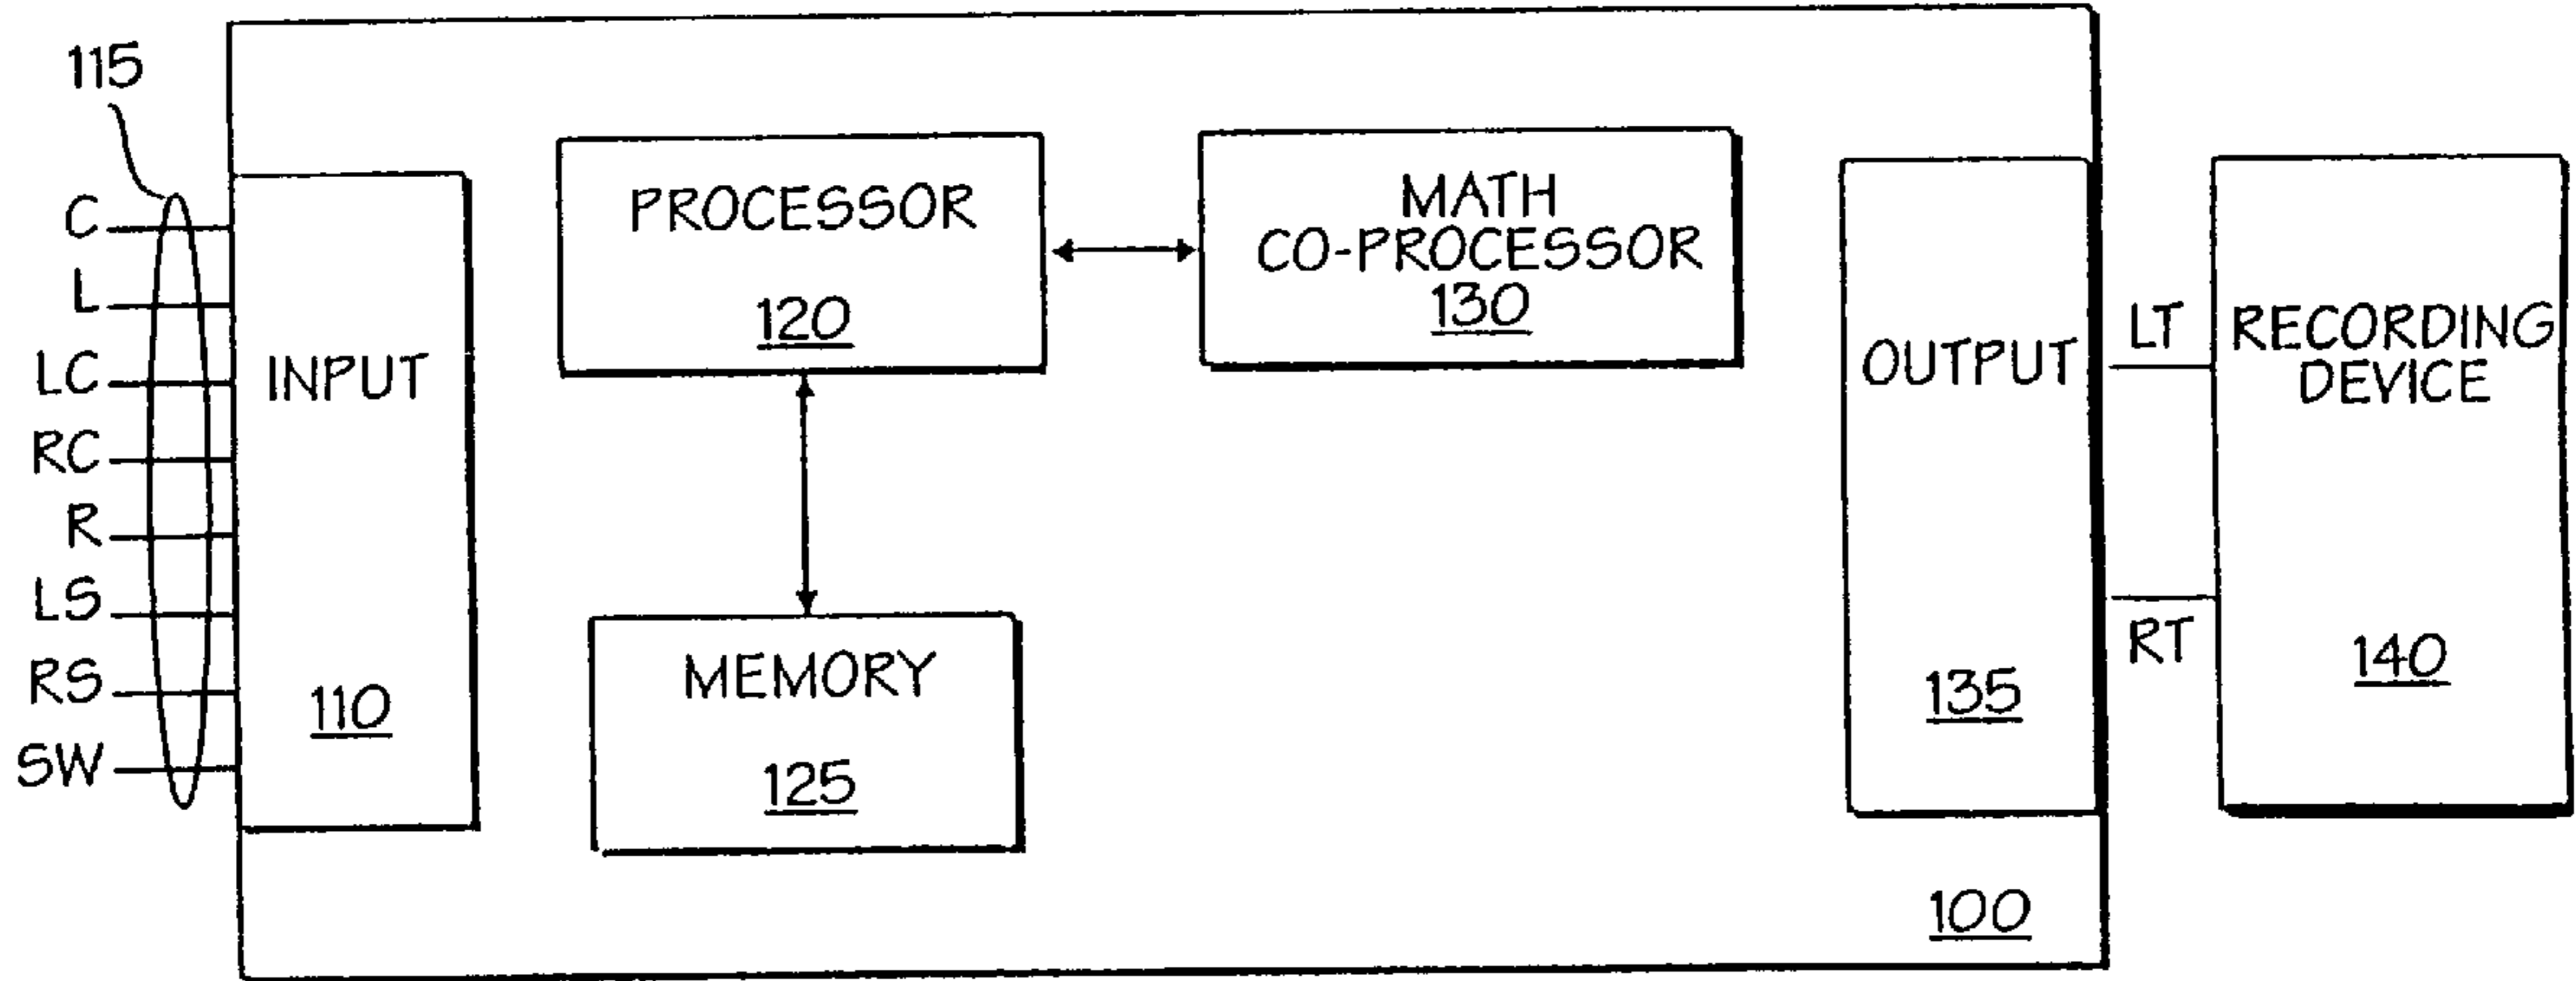 115
C
L
LC
RC
R
LS
RS
SW
INPUT
110
PROCESSOR
120
MATH
CO-PROCESSOR
130
MEMORY
125
OUTPUT
135
100
LT
RT
RECORDING
DEVICE
140